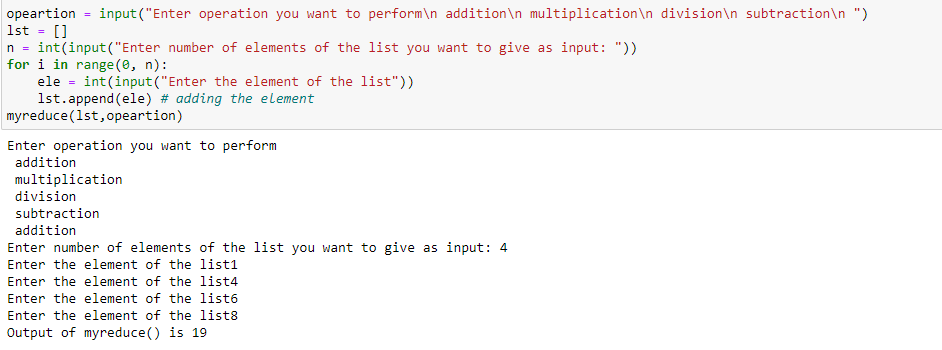 opeartion = input("Enter operation you want to perform\n addition\n multiplication\n division\n subtraction\n ")
lst = []
n = int(input("Enter number of elements of the list you want to give as input: "))
for i in range(0, n):
    ele = int(input("Enter the element of the list"))
    lst.append(ele) # adding the element
myreduce(lst,opeartion)
Enter operation you want to perform
 addition
 multiplication
 division
 subtraction
 addition
Enter number of elements of the list you want to give as input: 4
Enter the element of the list1
Enter the element of the list4
Enter the element of the list6
Enter the element of the list8
Output of myreduce() is 19